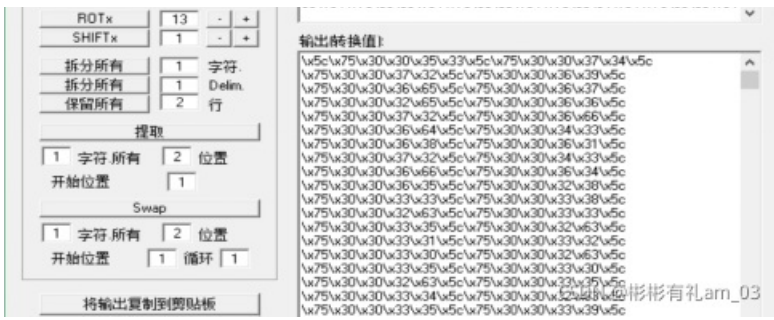 ROTx 13 - +
SHIFTx 1 - +
拆分所有 1 字符.
拆分所有 1 Delim.
保留所有 2 行
提取
1 字符.所有 2 位置
开始位置 1
Swap
1 字符.所有 2 位置
开始位置 1 循环 1
将输出复制到剪贴板
输出(转换值):
\x5c\x75\x30\x30\x35\x33\x5c\x75\x30\x30\x37\x34\x5c
\x75\x30\x30\x37\x32\x5c\x75\x30\x30\x36\x39\x5c
\x75\x30\x30\x36\x65\x5c\x75\x30\x30\x36\x37\x5c
\x75\x30\x30\x32\x65\x5c\x75\x30\x30\x36\x36\x5c
\x75\x30\x30\x37\x32\x5c\x75\x30\x30\x36\x66\x5c
\x75\x30\x30\x36\x64\x5c\x75\x30\x30\x34\x33\x5c
\x75\x30\x30\x36\x38\x5c\x75\x30\x30\x36\x31\x5c
\x75\x30\x30\x37\x32\x5c\x75\x30\x30\x34\x33\x5c
\x75\x30\x30\x36\x66\x5c\x75\x30\x30\x36\x34\x5c
\x75\x30\x30\x36\x35\x5c\x75\x30\x30\x32\x38\x5c
\x75\x30\x30\x33\x33\x5c\x75\x30\x30\x33\x38\x5c
\x75\x30\x30\x32\x63\x5c\x75\x30\x30\x33\x33\x5c
\x75\x30\x30\x33\x35\x5c\x75\x30\x30\x32\x63\x5c
\x75\x30\x30\x33\x31\x5c\x75\x30\x30\x33\x32\x5c
\x75\x30\x30\x33\x30\x5c\x75\x30\x30\x32\x63\x5c
\x75\x30\x30\x33\x35\x5c\x75\x30\x30\x33\x30\x5c
\x75\x30\x30\x32\x63\x5c\x75\x30\x30\x33\x35\x5c
\x75\x30\x30\x33\x34\x5c\x75\x30\x30
\x75\x30\x30\x33\x35\x5c\x75\x30\x30\x33\x39\x5c
CSDN @彬彬有礼am_03